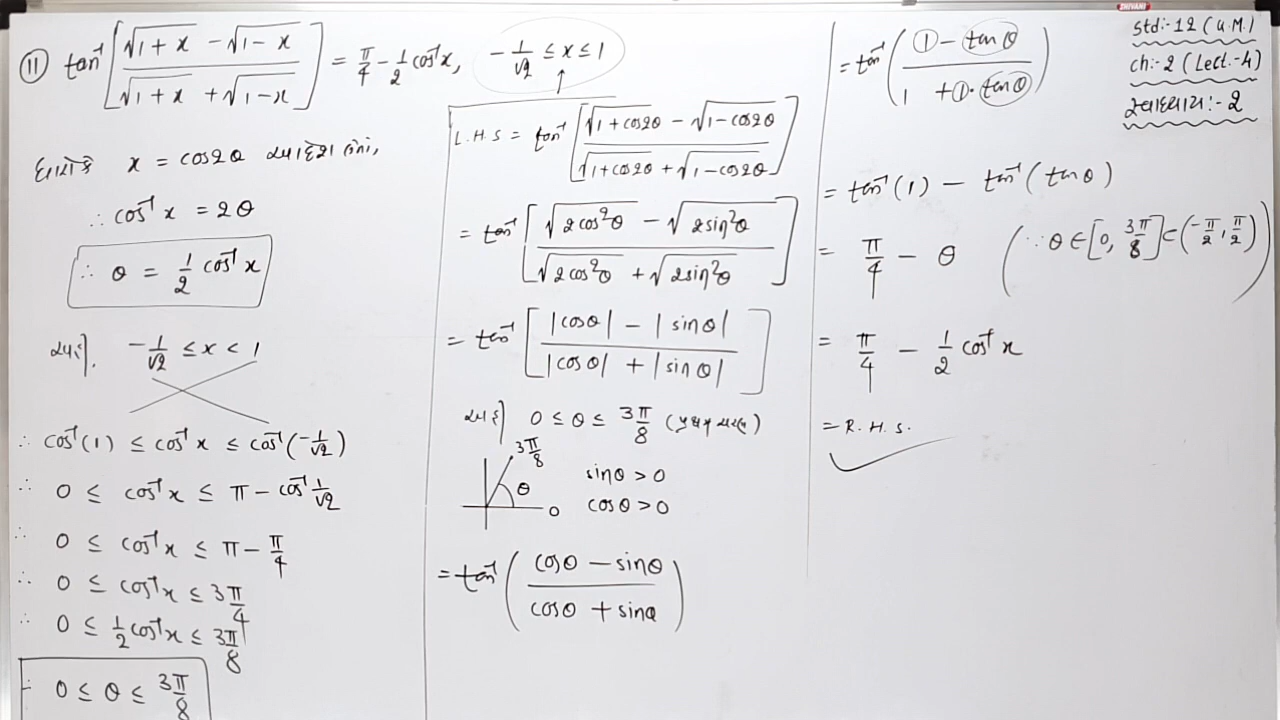 SHIVANI
std:- 12 (G.M.)
ch:- 2 (Lect.-4)
સ્વાધ્યાય:- 2
(11) tan⁻¹[(√(1+x) − √(1−x)) / (√(1+x) + √(1−x))] = π/4 − 1/2 cos⁻¹x, −1/√2 ≤ x ≤ 1
ધારો કે x = cos2θ આદેશ લેતાં,
∴ cos⁻¹x = 2θ
∴ θ = 1/2 cos⁻¹x
અહીં. −1/√2 ≤ x < 1
∴ cos⁻¹(1) ≤ cos⁻¹x ≤ cos⁻¹(−1/√2)
∴ 0 ≤ cos⁻¹x ≤ π − cos⁻¹ 1/√2
∴ 0 ≤ cos⁻¹x ≤ π − π/4
∴ 0 ≤ cos⁻¹x ≤ 3π/4
∴ 0 ≤ 1/2 cos⁻¹x ≤ 3π/8
∴ 0 ≤ θ ≤ 3π/8
L.H.S = tan⁻¹[(√(1+cos2θ) − √(1−cos2θ)) / (√(1+cos2θ) + √(1−cos2θ))]
= tan⁻¹[(√(2cos²θ) − √(2sin²θ)) / (√(2cos²θ) + √(2sin²θ))]
= tan⁻¹[(|cosθ| − |sinθ|) / (|cosθ| + |sinθ|)]
અહીં 0 ≤ θ ≤ 3π/8 (પ્રથમ ચરણ)
3π/8
θ
0
sinθ > 0
cosθ > 0
= tan⁻¹((cosθ − sinθ) / (cosθ + sinθ))
= tan⁻¹((1 − tanθ) / (1 + 1·tanθ))
= tan⁻¹(1) − tan⁻¹(tanθ)
= π/4 − θ (∵ θ ∈ [0, 3π/8] ⊂ (−π/2, π/2))
= π/4 − 1/2 cos⁻¹x
= R.H.S.